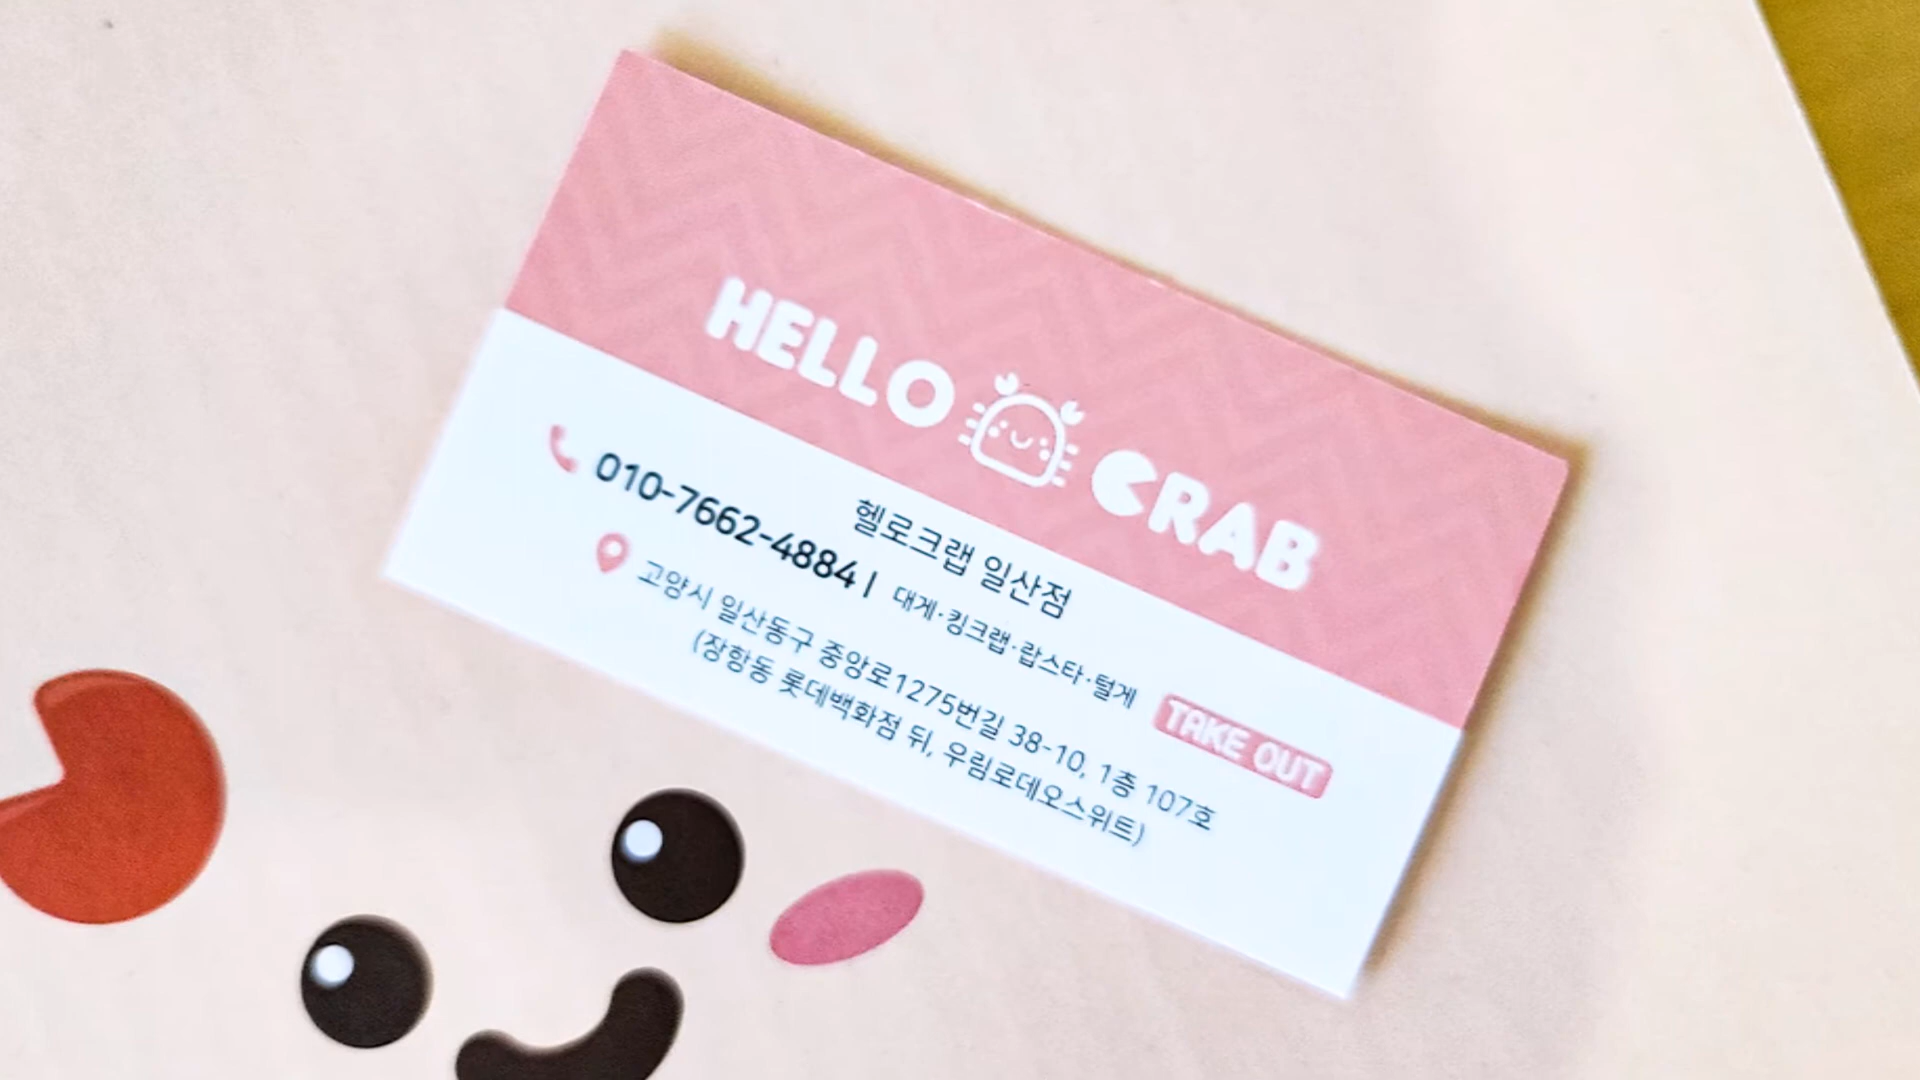 HELLO CRAB
헬로크랩 일산점
010-7662-4884 | 대게·킹크랩·랍스타·털게 TAKE OUT
고양시 일산동구 중앙로1275번길 38-10, 1층 107호
(장항동 롯데백화점 뒤, 우림로데오스위트)